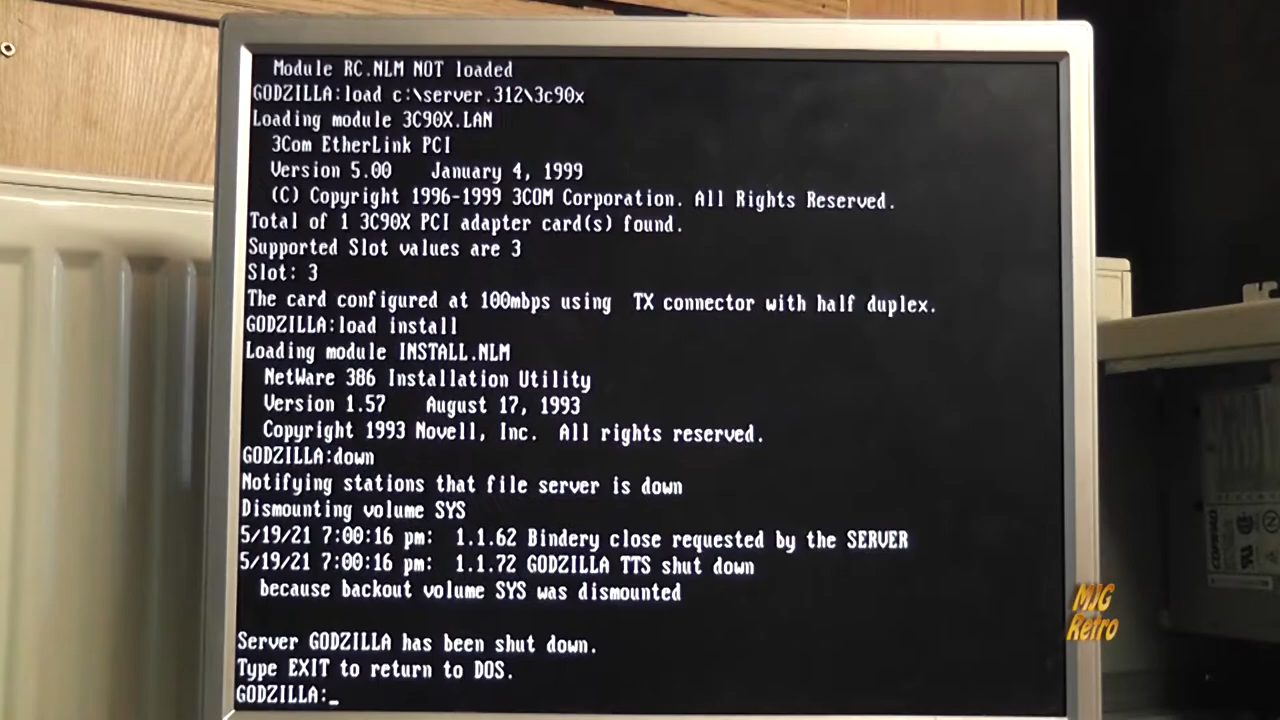 Module RC.NLM NOT loaded
GODZILLA:load c:\server.312\3c90x
Loading module 3C90X.LAN
3Com EtherLink PCI
Version 5.00 January 4, 1999
(C) Copyright 1996-1999 3COM Corporation. All Rights Reserved.
Total of 1 3C90X PCI adapter card(s) found.
Supported Slot values are 3
Slot: 3
The card configured at 100mbps using TX connector with half duplex.
GODZILLA:load install
Loading module INSTALL.NLM
NetWare 386 Installation Utility
Version 1.57 August 17, 1993
Copyright 1993 Novell, Inc. All rights reserved.
GODZILLA:down
Notifying stations that file server is down
Dismounting volume SYS
5/19/21 7:00:16 pm: 1.1.62 Bindery close requested by the SERVER
5/19/21 7:00:16 pm: 1.1.72 GODZILLA TTS shut down
because backout volume SYS was dismounted
Server GODZILLA has been shut down.
Type EXIT to return to DOS.
GODZILLA:_
MJG
Retro
COMPAQ